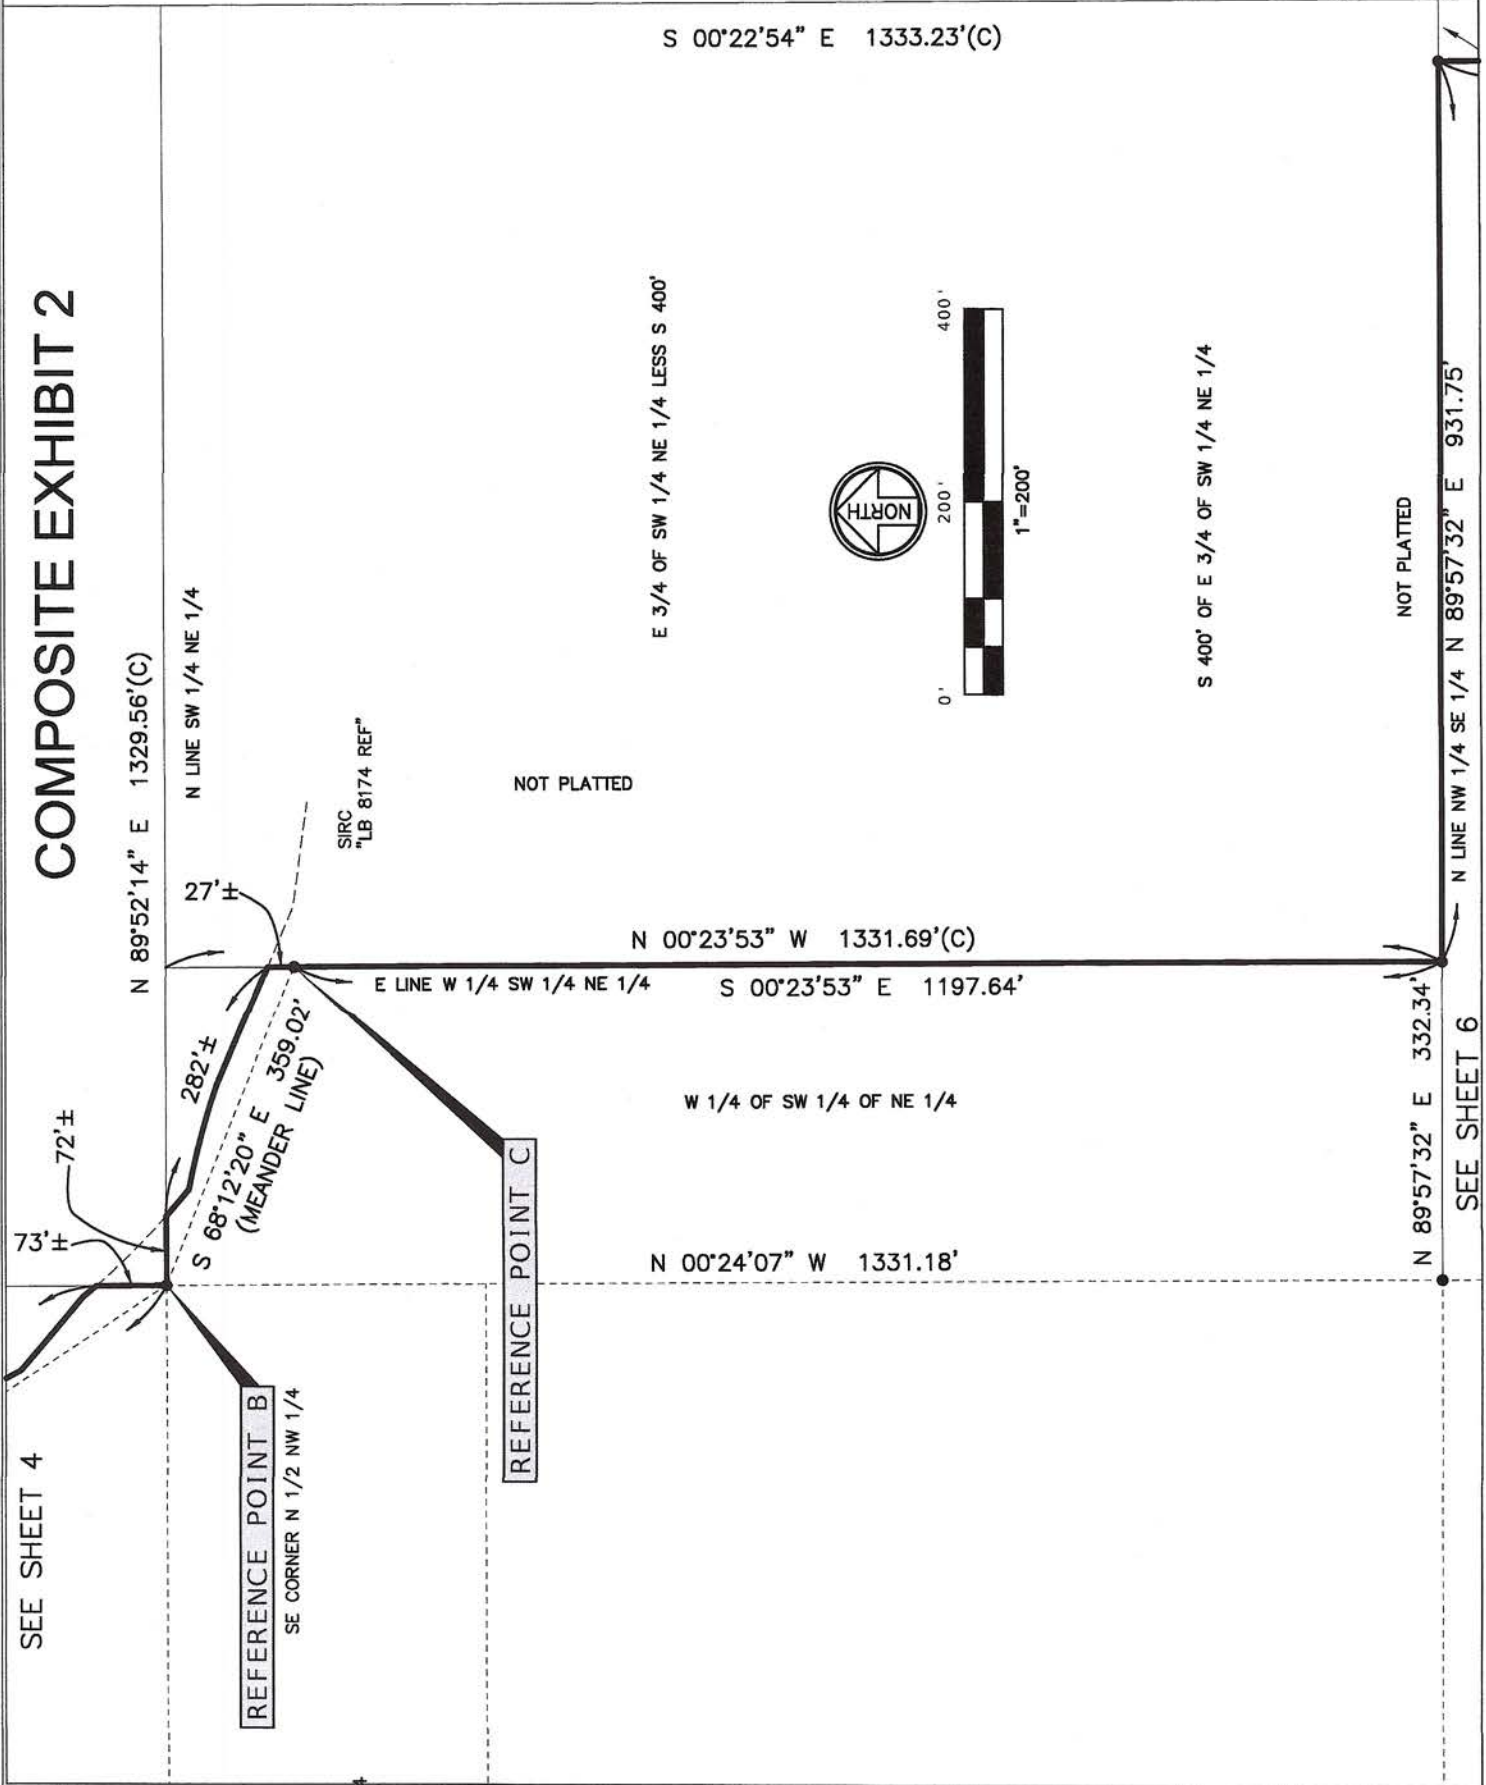 COMPOSITE EXHIBIT 2
S 00°22'54" E 1333.23'(C)
N 89°52'14" E 1329.56'(C)
N LINE SW 1/4 NE 1/4
SIRC
"LB 8174 REF"
NOT PLATTED
E 3/4 OF SW 1/4 NE 1/4 LESS S 400'
NORTH
0' 200' 400'
1"=200'
S 400' OF E 3/4 OF SW 1/4 NE 1/4
NOT PLATTED
N LINE NW 1/4 SE 1/4 N 89°57'32" E 931.75'
27'±
N 00°23'53" W 1331.69'(C)
E LINE W 1/4 SW 1/4 NE 1/4
S 00°23'53" E 1197.64'
282'±
S 68°12'20" E 359.02'
(MEANDER LINE)
72'±
73'±
W 1/4 OF SW 1/4 OF NE 1/4
N 00°24'07" W 1331.18'
N 89°57'32" E 332.34'
SEE SHEET 6
REFERENCE POINT C
REFERENCE POINT B
SE CORNER N 1/2 NW 1/4
SEE SHEET 4